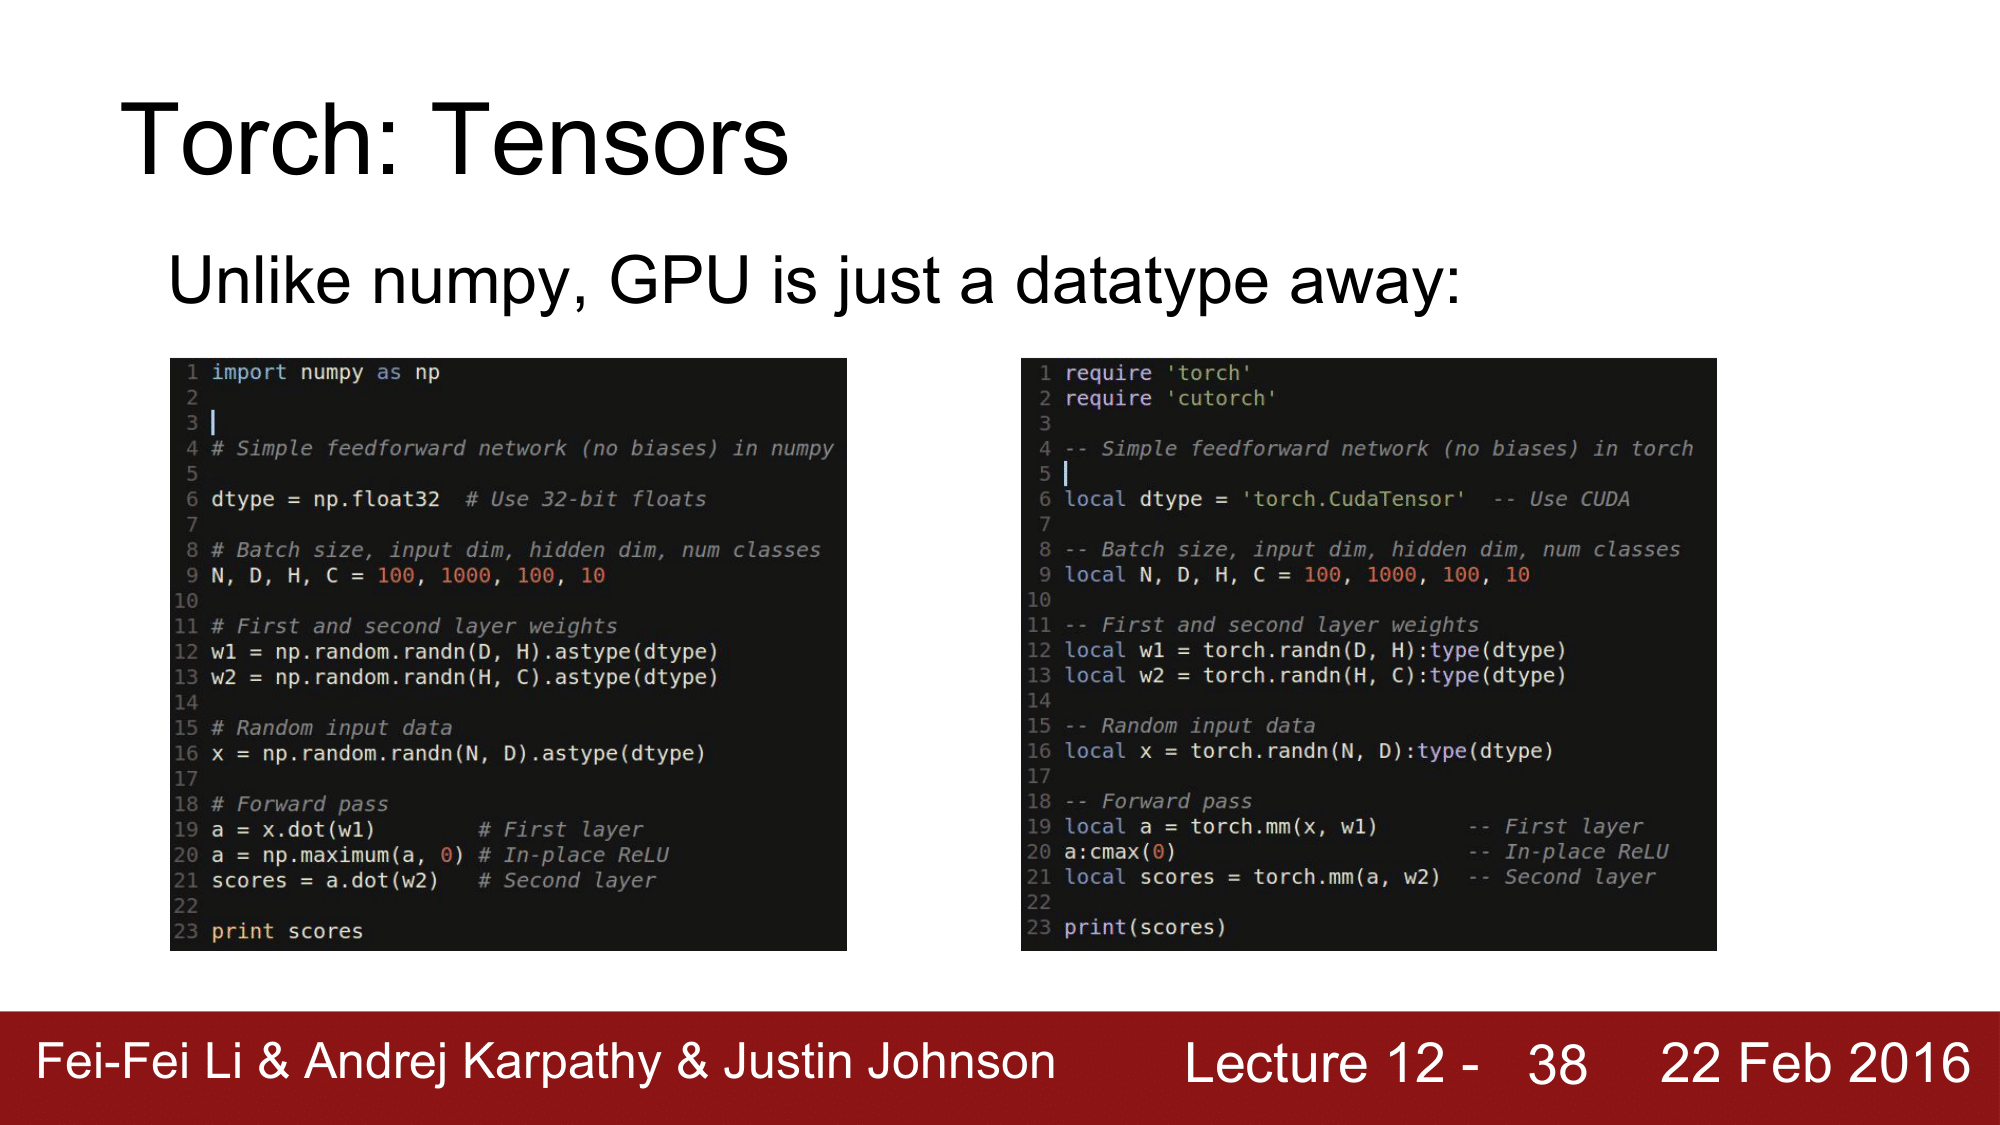 Torch: Tensors
Unlike numpy, GPU is just a datatype away:
1 import numpy as np
2
3
4 # Simple feedforward network (no biases) in numpy
5
6 dtype = np.float32  # Use 32-bit floats
7
8 # Batch size, input dim, hidden dim, num classes
9 N, D, H, C = 100, 1000, 100, 10
10
11 # First and second layer weights
12 w1 = np.random.randn(D, H).astype(dtype)
13 w2 = np.random.randn(H, C).astype(dtype)
14
15 # Random input data
16 x = np.random.randn(N, D).astype(dtype)
17
18 # Forward pass
19 a = x.dot(w1)        # First layer
20 a = np.maximum(a, 0) # In-place ReLU
21 scores = a.dot(w2)   # Second layer
22
23 print scores
1 require 'torch'
2 require 'cutorch'
3
4 -- Simple feedforward network (no biases) in torch
5
6 local dtype = 'torch.CudaTensor'  -- Use CUDA
7
8 -- Batch size, input dim, hidden dim, num classes
9 local N, D, H, C = 100, 1000, 100, 10
10
11 -- First and second layer weights
12 local w1 = torch.randn(D, H):type(dtype)
13 local w2 = torch.randn(H, C):type(dtype)
14
15 -- Random input data
16 local x = torch.randn(N, D):type(dtype)
17
18 -- Forward pass
19 local a = torch.mm(x, w1)       -- First layer
20 a:cmax(0)                       -- In-place ReLU
21 local scores = torch.mm(a, w2)  -- Second layer
22
23 print(scores)
Fei-Fei Li & Andrej Karpathy & Justin Johnson Lecture 12 - 38 22 Feb 2016